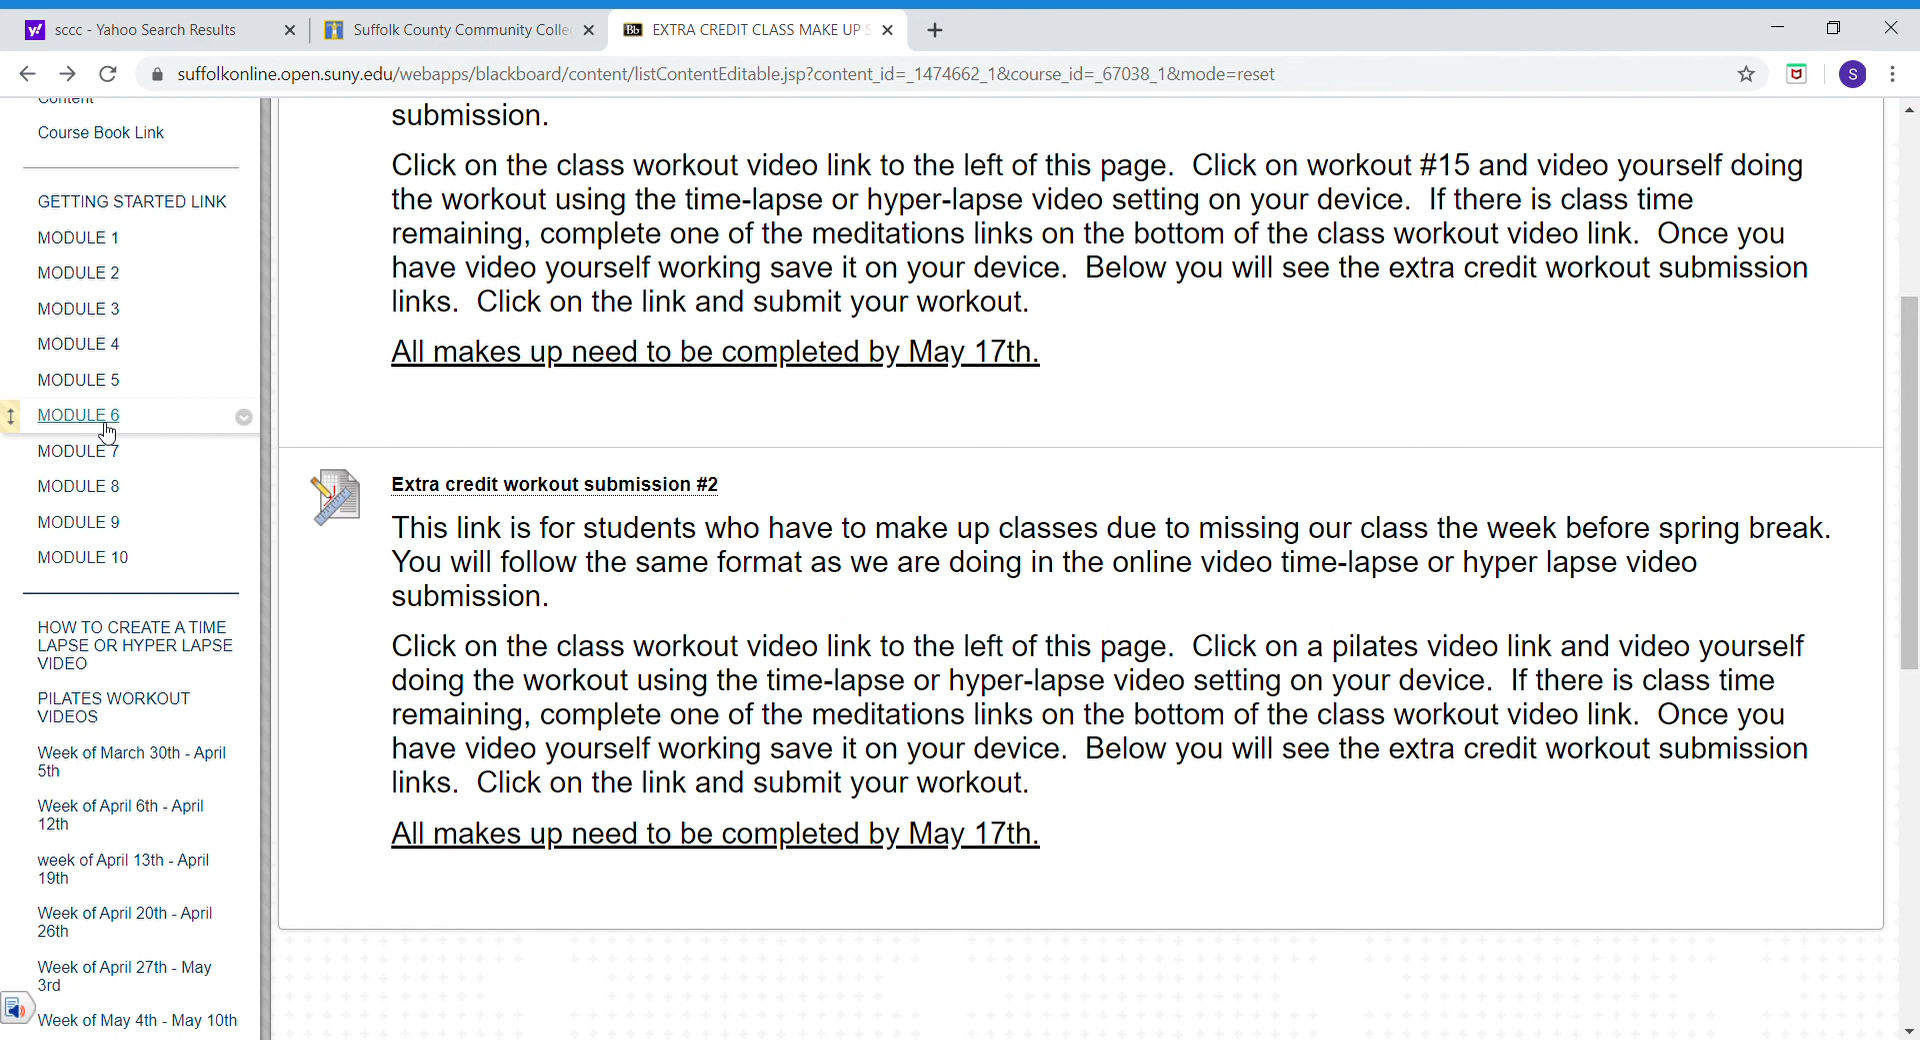 sccc - Yahoo Search Results
Suffolk County Community Colle
EXTRA CREDIT CLASS MAKE UP S
suffolkonline.open.suny.edu/webapps/blackboard/content/listContentEditable.jsp?content_id=_1474662_1&course_id=_67038_1&mode=reset
S
Content
Course Book Link
GETTING STARTED LINK
MODULE 1
MODULE 2
MODULE 3
MODULE 4
MODULE 5
MODULE 6
MODULE 7
MODULE 8
MODULE 9
MODULE 10
HOW TO CREATE A TIME
LAPSE OR HYPER LAPSE
VIDEO
PILATES WORKOUT
VIDEOS
Week of March 30th - April
5th
Week of April 6th - April
12th
week of April 13th - April
19th
Week of April 20th - April
26th
Week of April 27th - May
3rd
Week of May 4th - May 10th
submission.
Click on the class workout video link to the left of this page.  Click on workout #15 and video yourself doing
the workout using the time-lapse or hyper-lapse video setting on your device.  If there is class time
remaining, complete one of the meditations links on the bottom of the class workout video link.  Once you
have video yourself working save it on your device.  Below you will see the extra credit workout submission
links.  Click on the link and submit your workout.
All makes up need to be completed by May 17th.
Extra credit workout submission #2
This link is for students who have to make up classes due to missing our class the week before spring break.
You will follow the same format as we are doing in the online video time-lapse or hyper lapse video
submission.
Click on the class workout video link to the left of this page.  Click on a pilates video link and video yourself
doing the workout using the time-lapse or hyper-lapse video setting on your device.  If there is class time
remaining, complete one of the meditations links on the bottom of the class workout video link.  Once you
have video yourself working save it on your device.  Below you will see the extra credit workout submission
links.  Click on the link and submit your workout.
All makes up need to be completed by May 17th.